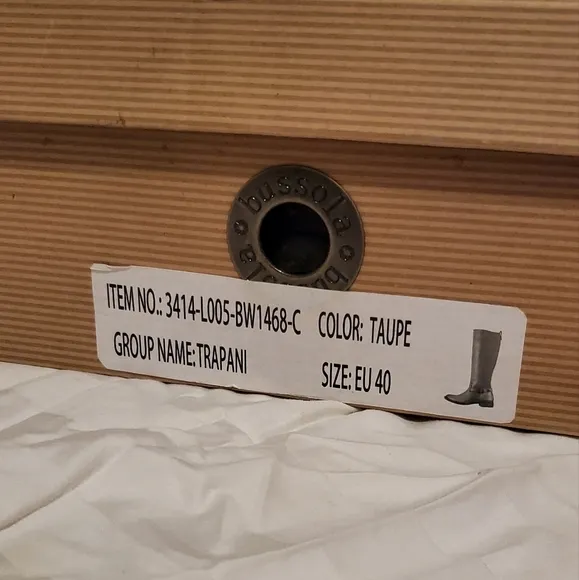 bussola
bussola
ITEM NO.: 3414-L005-BW1468-C COLOR: TAUPE
GROUP NAME: TRAPANI SIZE: EU 40